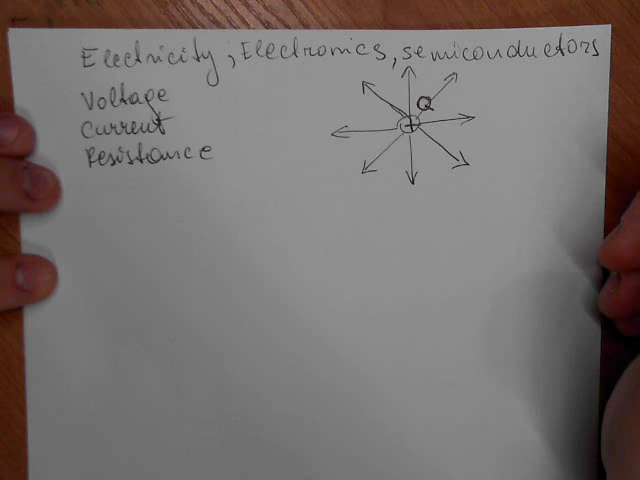 Electricity; Electronics, semiconductors
Voltage
Current
Resistance
Q
+